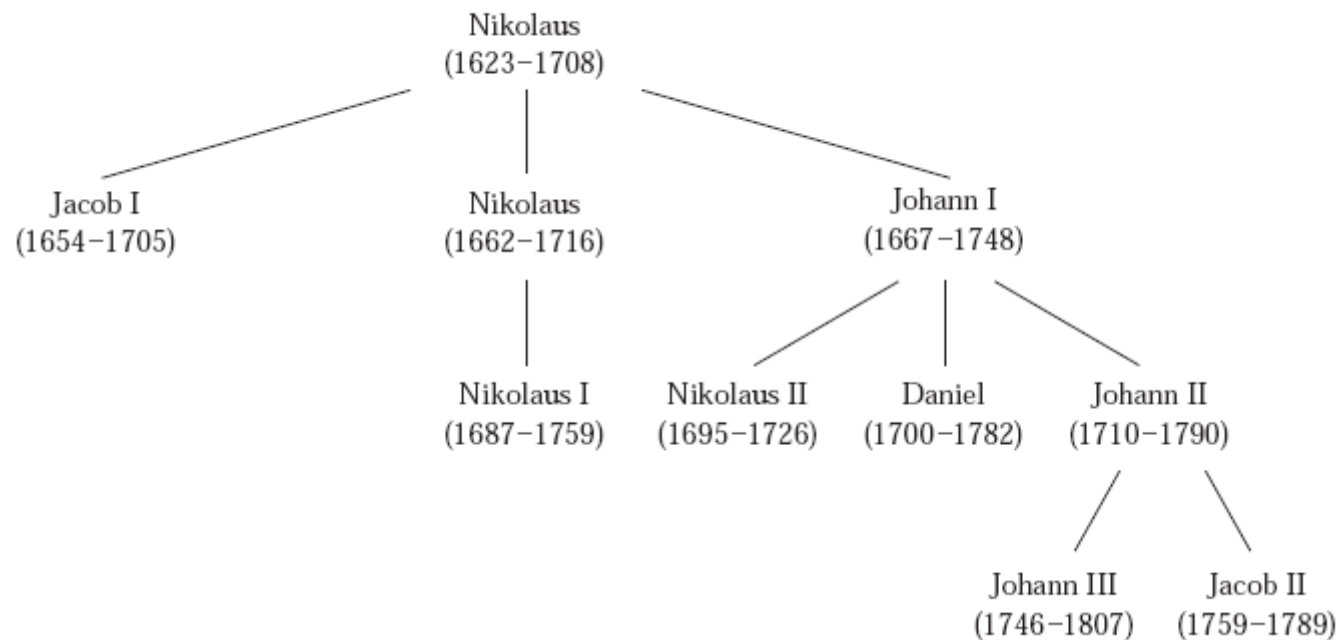 Nikolaus
(1623–1708)
Jacob I
(1654–1705)
Nikolaus
(1662–1716)
Johann I
(1667–1748)
Nikolaus I
(1687–1759)
Nikolaus II
(1695–1726)
Daniel
(1700–1782)
Johann II
(1710–1790)
Johann III
(1746–1807)
Jacob II
(1759–1789)